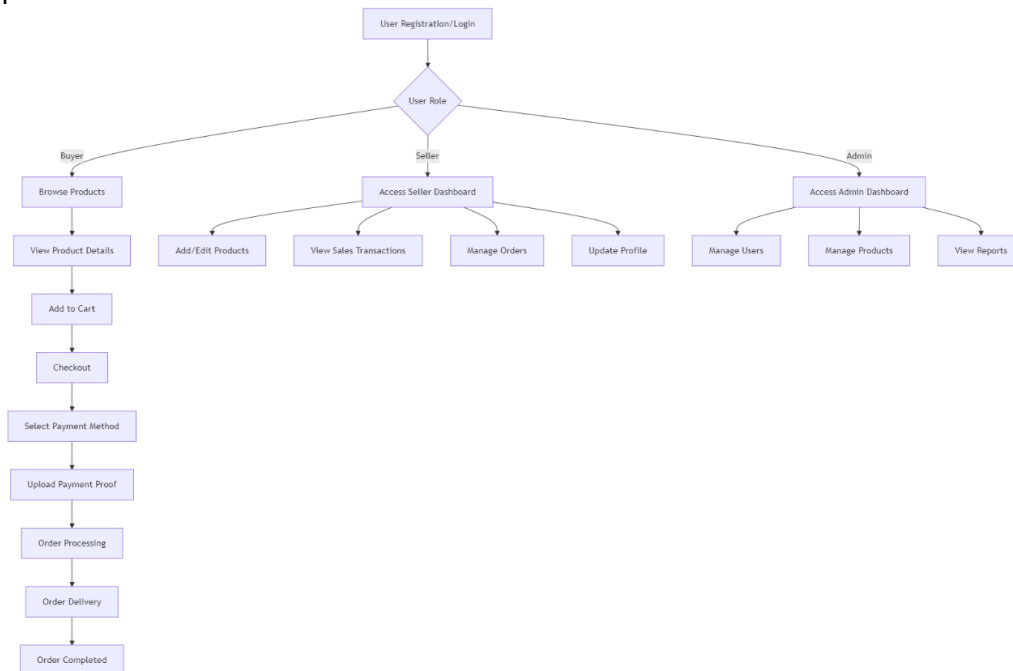 User Registration/Login
User Role
Buyer
Seller
Admin
Browse Products
Access Seller Dashboard
Access Admin Dashboard
View Product Details
Add/Edit Products
View Sales Transactions
Manage Orders
Update Profile
Manage Users
Manage Products
View Reports
Add to Cart
Checkout
Select Payment Method
Upload Payment Proof
Order Processing
Order Delivery
Order Completed